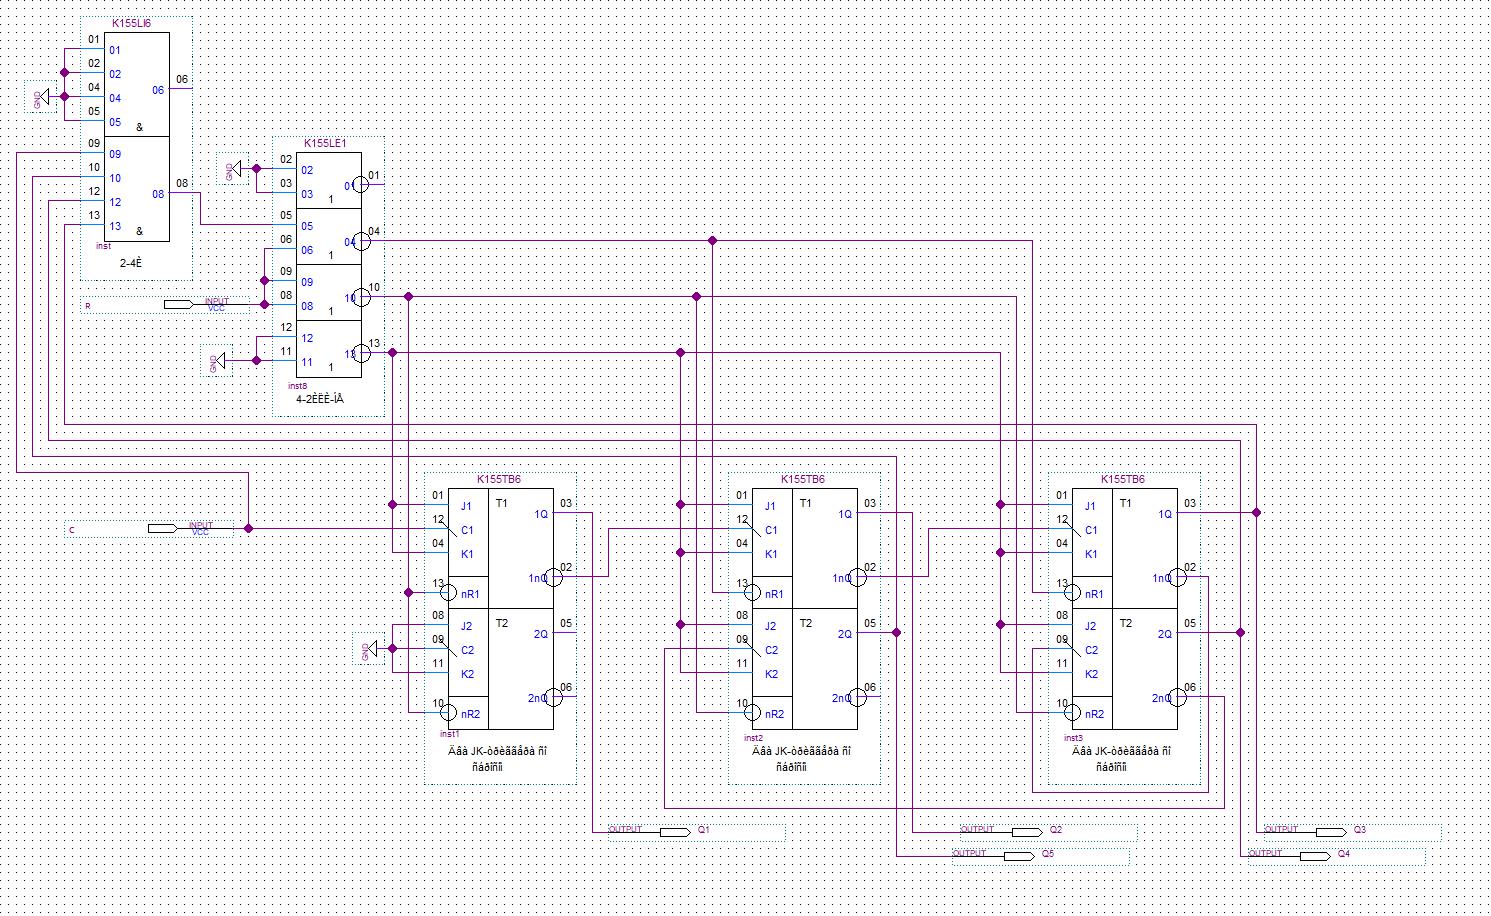 K155LI6
01 01
02 02
04 04
05 05
06 06
&
09 09
10 10
12 12
13 13
08 08
&
GND
inst
2-4È
K155LE1
02 02
03 03
01 01
1
05 05
06 06
04 04
1
09 09
08 08
10 10
1
12 12
11 11
13 13
1
GND
GND
inst8
4-2ÈËÈ-ÍÅ
R INPUT
VCC
C INPUT
VCC
K155TB6
01 J1 T1 1Q 03
12 C1
04 K1
1nQ 02
13 nR1
08 J2 T2 2Q 05
09 C2
11 K2
2nQ 06
10 nR2
GND
inst1
Äâà JK-òðèããåðà ñî
ñáðîñîì
K155TB6
01 J1 T1 1Q 03
12 C1
04 K1
1nQ 02
13 nR1
08 J2 T2 2Q 05
09 C2
11 K2
2nQ 06
10 nR2
inst2
Äâà JK-òðèããåðà ñî
ñáðîñîì
K155TB6
01 J1 T1 1Q 03
12 C1
04 K1
1nQ 02
13 nR1
08 J2 T2 2Q 05
09 C2
11 K2
2nQ 06
10 nR2
inst3
Äâà JK-òðèããåðà ñî
ñáðîñîì
OUTPUT Q1
OUTPUT Q2
OUTPUT Q3
OUTPUT Q5
OUTPUT Q4